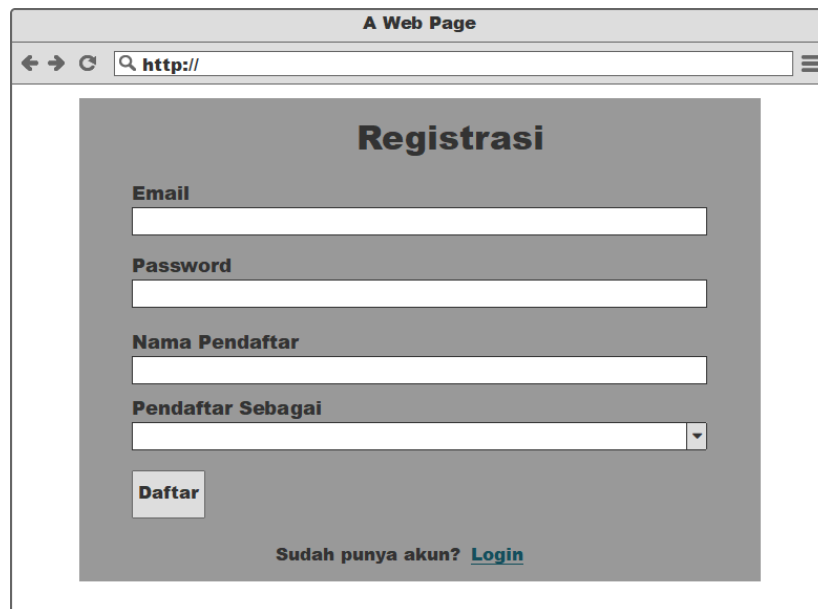 A Web Page
http://
Registrasi
Email
Password
Nama Pendaftar
Pendaftar Sebagai
Daftar
Sudah punya akun? Login